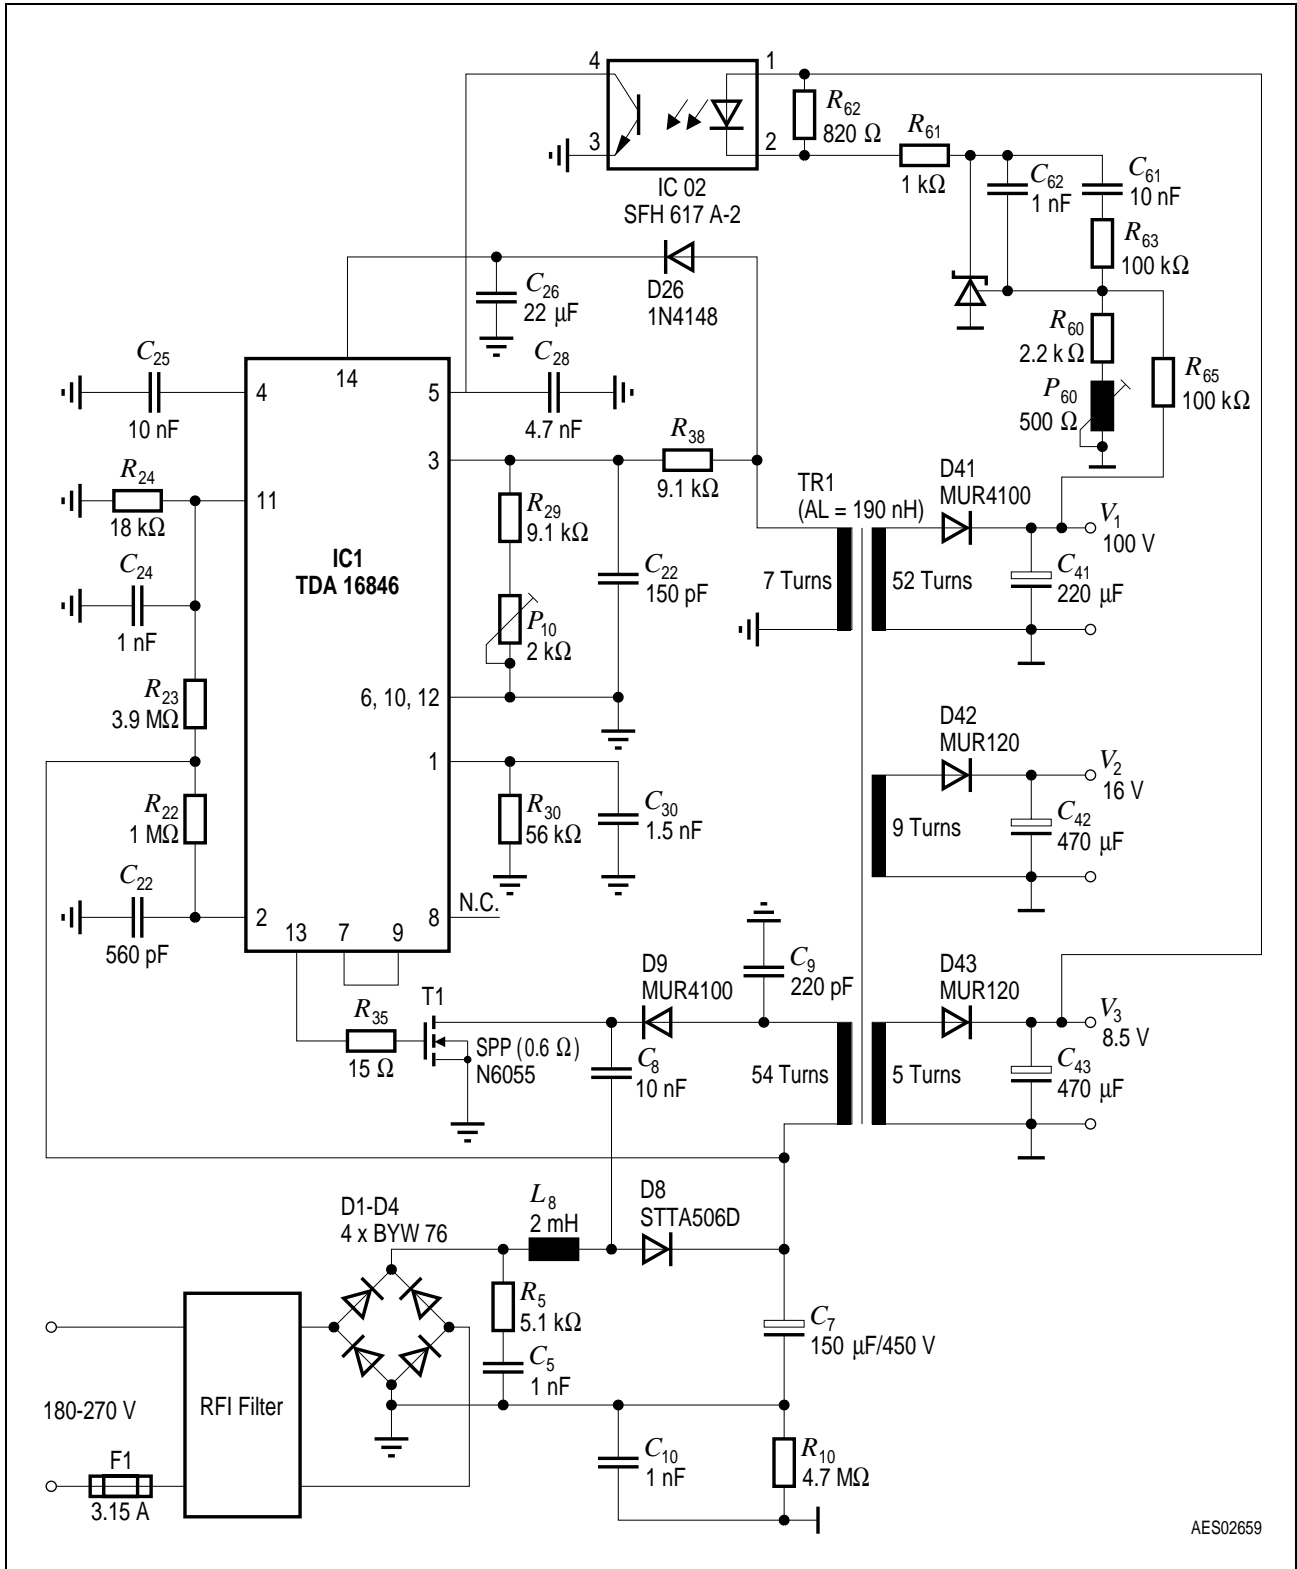 4
1
3
2
R62
820 Ω
R61
1 kΩ
C62
1 nF
C61
10 nF
IC 02
SFH 617 A-2
R63
100 kΩ
D26
1N4148
C26
22 μF
R60
2.2 kΩ
P60
500 Ω
R65
100 kΩ
C25
10 nF
4
14
5
C28
4.7 nF
R24
18 kΩ
11
3
R38
9.1 kΩ
R29
9.1 kΩ
C22
150 pF
P10
2 kΩ
TR1
(AL = 190 nH)
D41
MUR4100
V1
100 V
C41
220 μF
7 Turns
52 Turns
IC1
TDA 16846
C24
1 nF
R23
3.9 MΩ
6, 10, 12
1
R30
56 kΩ
C30
1.5 nF
D42
MUR120
V2
16 V
C42
470 μF
9 Turns
R22
1 MΩ
C22
560 pF
2
13
7
9
8
N.C.
R35
15 Ω
T1
SPP (0.6 Ω)
N6055
D9
MUR4100
C9
220 pF
C8
10 nF
54 Turns
5 Turns
D43
MUR120
V3
8.5 V
C43
470 μF
D1-D4
4 x BYW 76
L8
2 mH
D8
STTA506D
R5
5.1 kΩ
C5
1 nF
C7
150 μF/450 V
180-270 V
F1
3.15 A
RFI Filter
C10
1 nF
R10
4.7 MΩ
AES02659